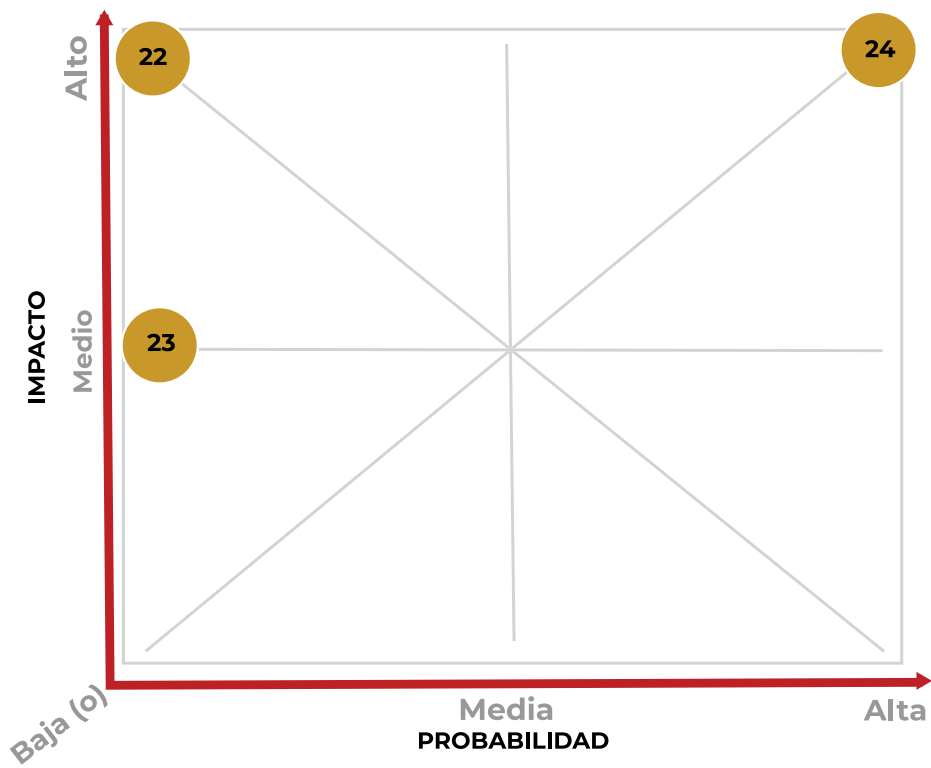 Alto
22
24
IMPACTO
Medio
23
Baja (o)
Media
Alta
PROBABILIDAD